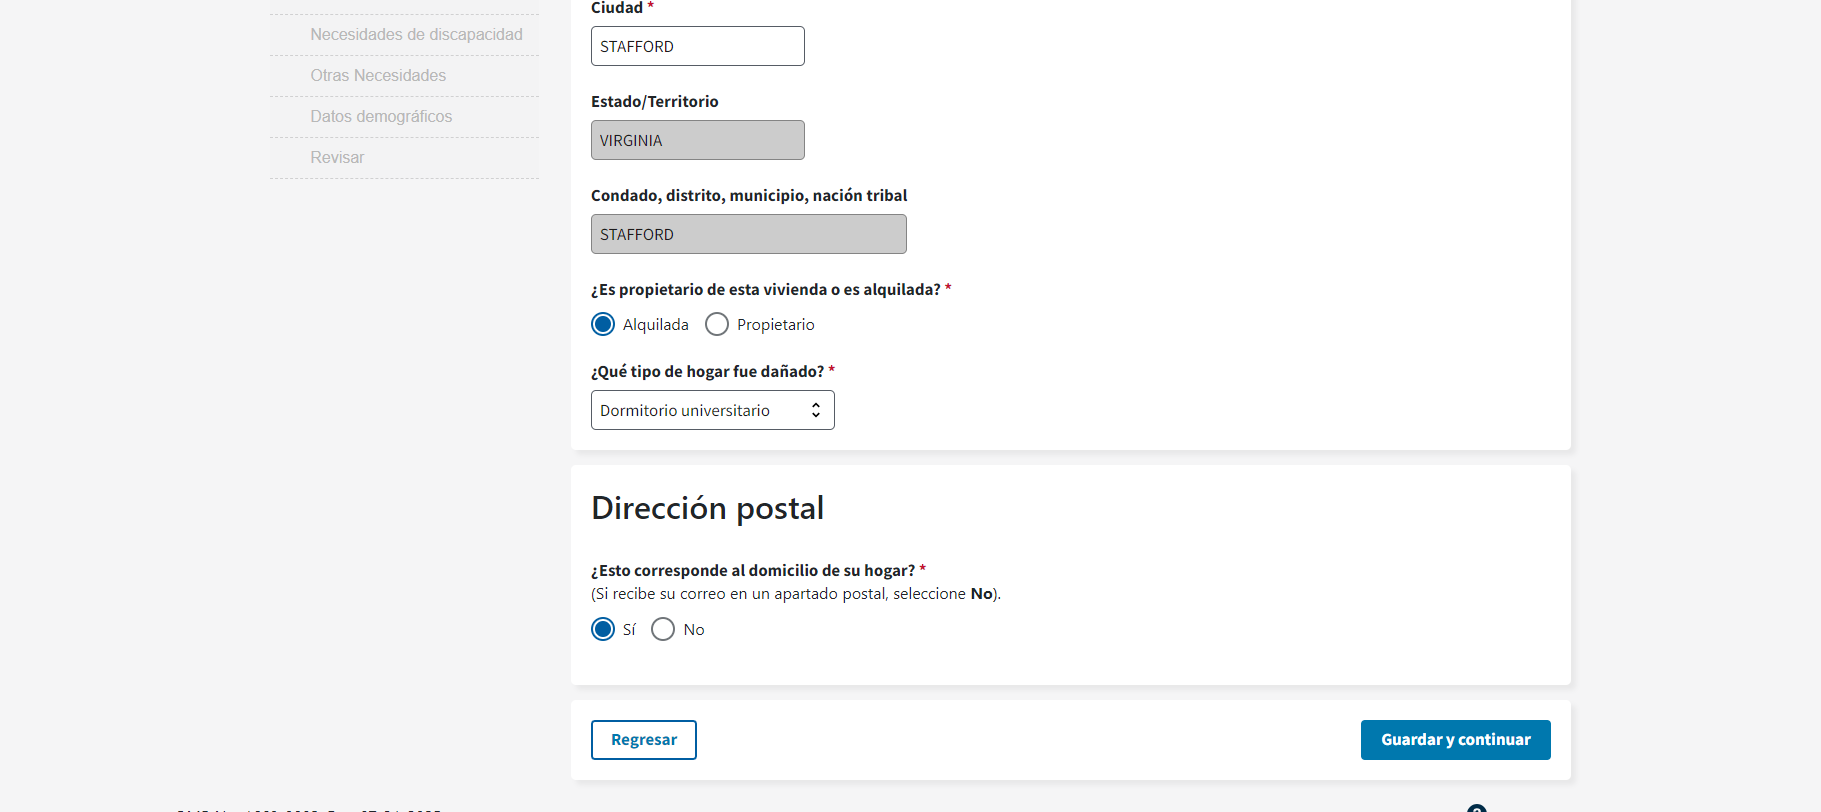 Ciudad *
Necesidades de discapacidad
STAFFORD
Otras Necesidades
Estado/Territorio
Datos demográficos
VIRGINIA
Revisar
Condado, distrito, municipio, nación tribal
STAFFORD
¿Es propietario de esta vivienda o es alquilada? *
Alquilada Propietario
¿Qué tipo de hogar fue dañado? *
Dormitorio universitario
Dirección postal
¿Esto corresponde al domicilio de su hogar? *
(Si recibe su correo en un apartado postal, seleccione No).
Sí No
Regresar
Guardar y continuar